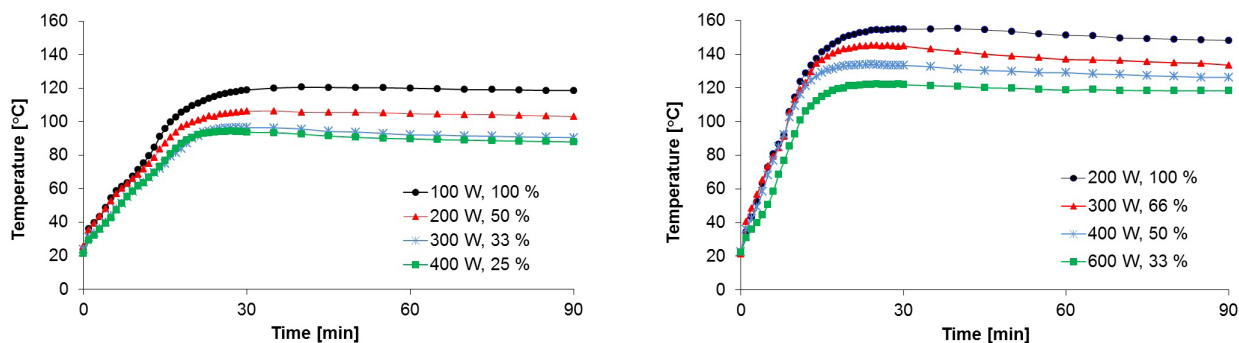 160
140
120
100
80
60
40
20
0
Temperature [°C]
0
30
60
90
Time [min]
100 W, 100 %
200 W, 50 %
300 W, 33 %
400 W, 25 %
160
140
120
100
80
60
40
20
0
Temperature [°C]
0
30
60
90
Time [min]
200 W, 100 %
300 W, 66 %
400 W, 50 %
600 W, 33 %